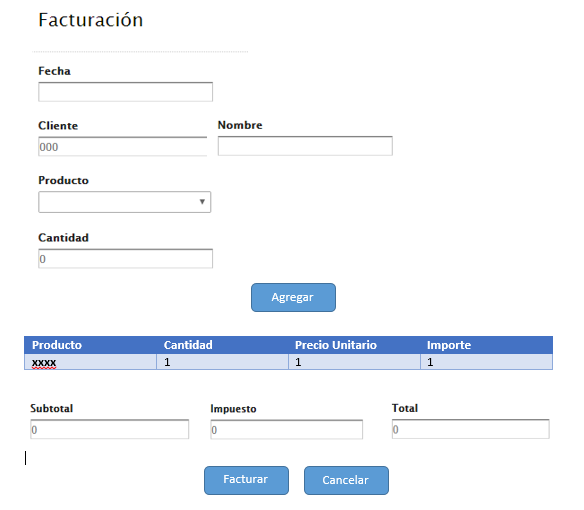 Facturación
Fecha
Cliente Nombre
000
Producto
Cantidad
0
Agregar
Producto Cantidad Precio Unitario Importe
xxxx 1 1 1
Subtotal Impuesto Total
0 0 0
Facturar Cancelar